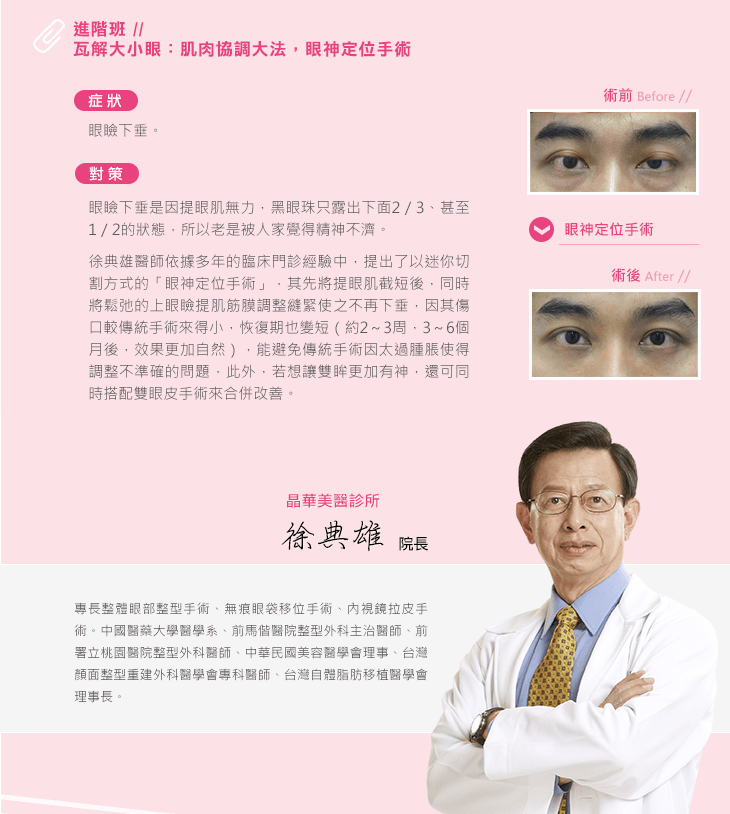 進階班 //
瓦解大小眼：肌肉協調大法，眼神定位手術
症狀
眼瞼下垂。
對策
眼瞼下垂是因提眼肌無力，黑眼珠只露出下面2 / 3、甚至
1 / 2的狀態，所以老是被人家覺得精神不濟。
徐典雄醫師依據多年的臨床門診經驗中，提出了以迷你切
割方式的「眼神定位手術」，其先將提眼肌截短後，同時
將鬆弛的上眼瞼提肌筋膜調整縫緊使之不再下垂，因其傷
口較傳統手術來得小，恢復期也變短（約2~3周，3~6個
月後，效果更加自然），能避免傳統手術因太過腫脹使得
調整不準確的問題，此外，若想讓雙眸更加有神，還可同
時搭配雙眼皮手術來合併改善。
術前 Before //
眼神定位手術
術後 After //
晶華美醫診所
徐典雄 院長
專長整體眼部整型手術、無痕眼袋移位手術、內視鏡拉皮手
術。中國醫藥大學醫學系、前馬偕醫院整型外科主治醫師、前
署立桃園醫院整型外科醫師、中華民國美容醫學會理事、台灣
顏面整型重建外科醫學會專科醫師、台灣自體脂肪移植醫學會
理事長。